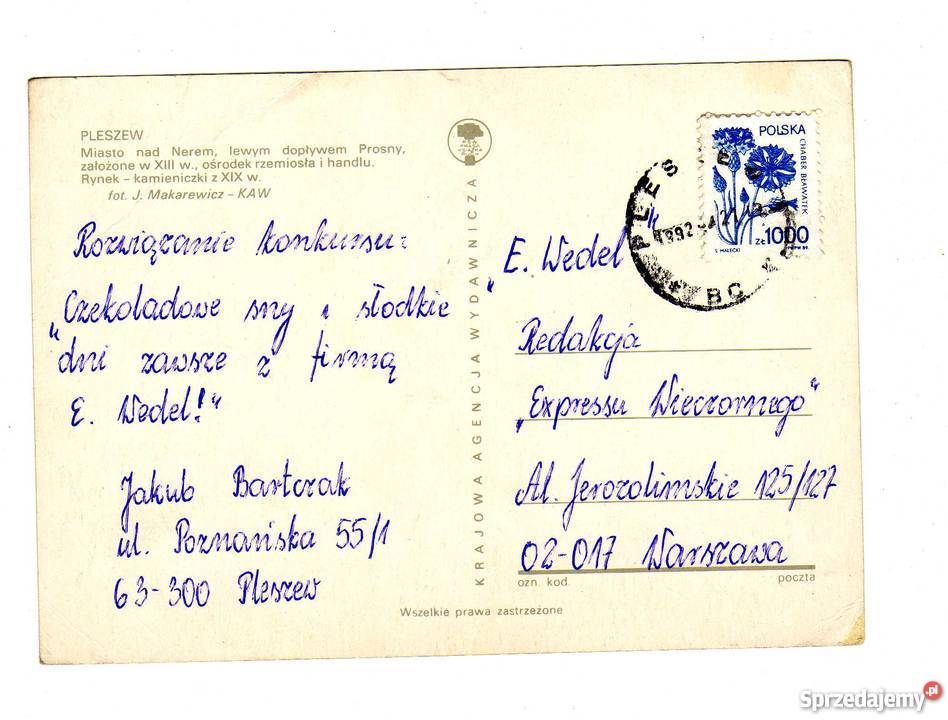 PLESZEW
Miasto nad Nerem, lewym dopływem Prosny,
założone w XIII w., ośrodek rzemiosła i handlu.
Rynek – kamieniczki z XIX w.
fot. J. Makarewicz – KAW
Rozwiązanie konkursu:
„Czekoladowe sny i słodkie
dni zawsze z firmą
E. Wedel!"
Jakub Bartczak
ul. Poznańska 55/1
63-300 Pleszew
KRAJOWA AGENCJA WYDAWNICZA
POLSKA
CHABER BŁAWATEK
ZŁ 1000
S. MAŁECKI
PLESZEW
BC
„E. Wedel"
Redakcja
„Expressu Wieczornego"
Al. Jerozolimskie 125/127
02-017 Warszawa
ozn. kod.
poczta
Wszelkie prawa zastrzeżone
Sprzedajemy.pl